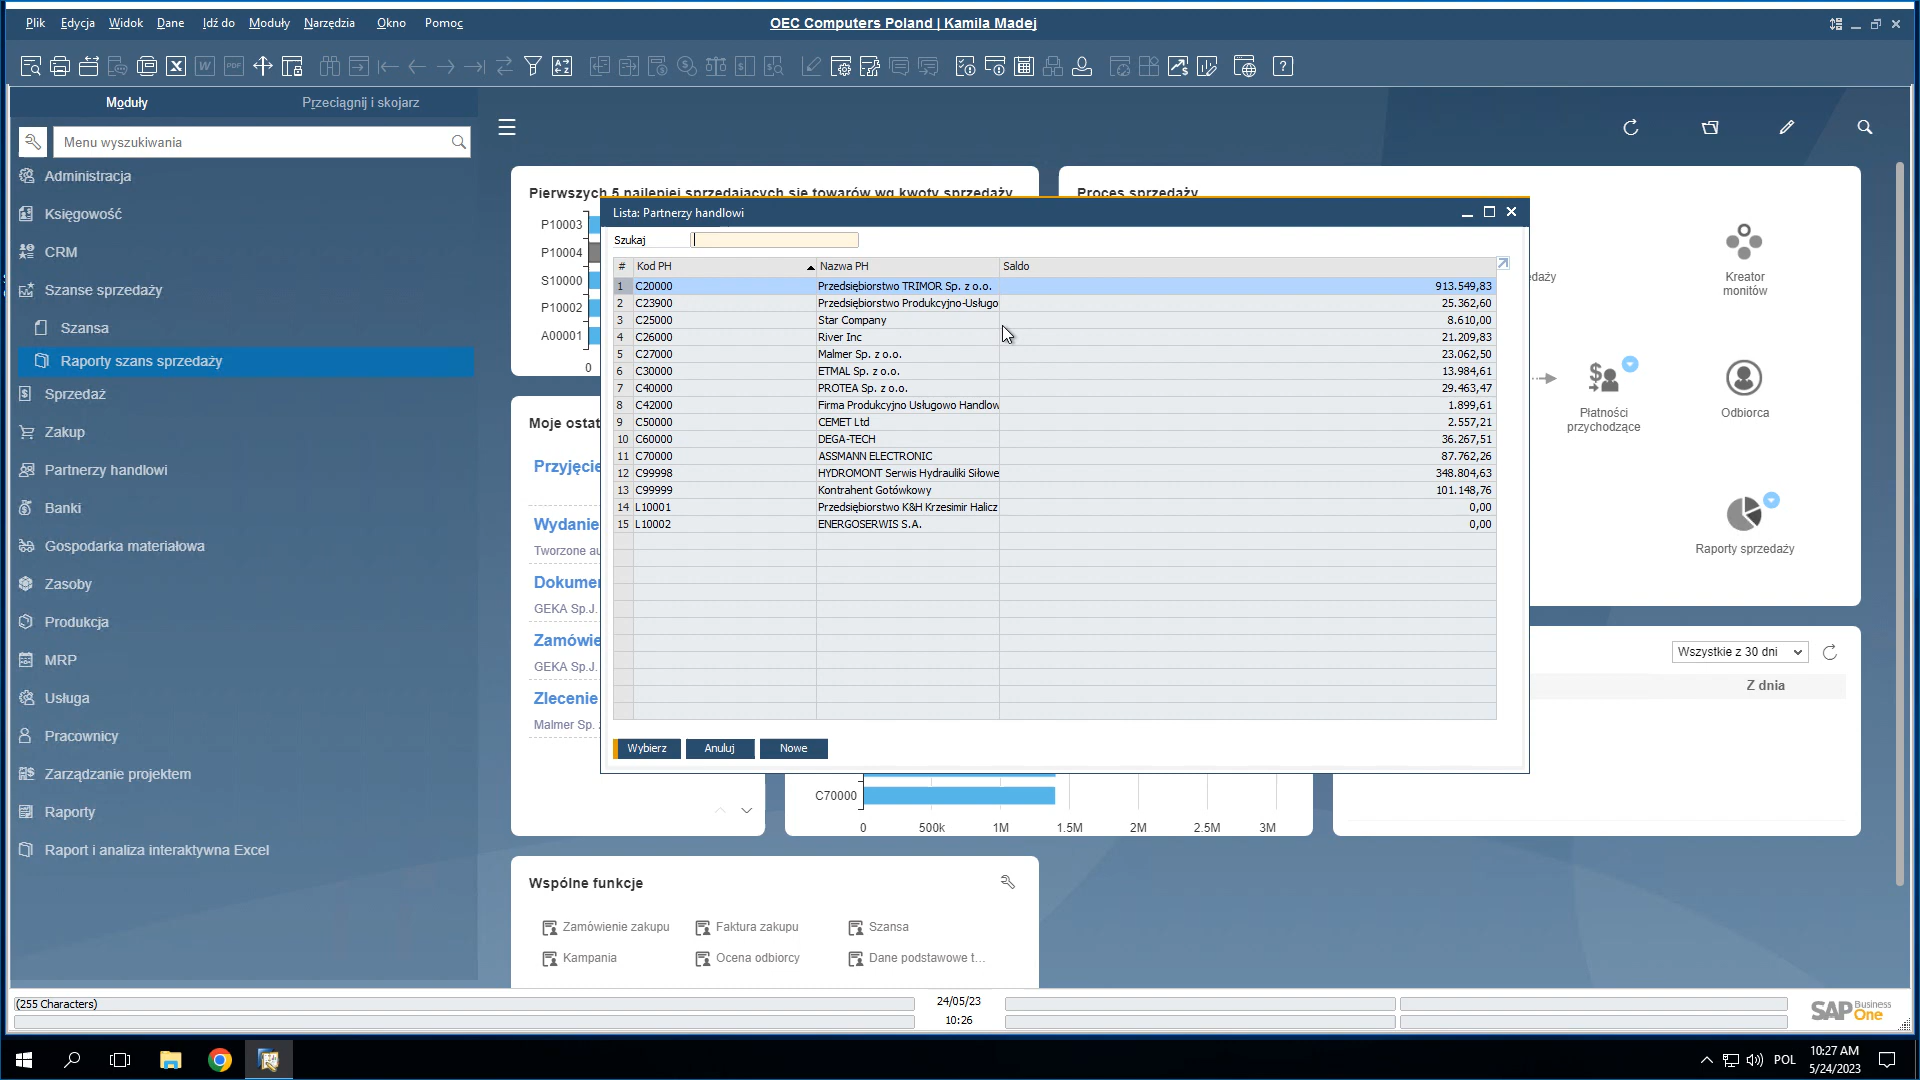 Plik Edycja Widok Dane Idź do Moduły Narzędzia Okno Pomoc
OEC Computers Poland | Kamila Madej
Moduły
Przeciągnij i skojarz
Menu wyszukiwania
Administracja
Księgowość
CRM
Szanse sprzedaży
Szansa
Raporty szans sprzedaży
Sprzedaż
Zakup
Partnerzy handlowi
Banki
Gospodarka materiałowa
Zasoby
Produkcja
MRP
Usługa
Pracownicy
Zarządzanie projektem
Raporty
Raport i analiza interaktywna Excel
Pierwszych 5 najlepiej sprzedających się towarów wg kwoty sprzedaży
P10003
P10004
S10000
P10002
A00001
0
Proces sprzedaży
Kreator
monitów
Płatności
przychodzące
Odbiorca
Raporty sprzedaży
Moje ostat
Przyjęcie
Wydanie
Tworzone au
Dokumen
GEKA Sp.J.
Zamówie
GEKA Sp.J.
Zlecenie
Malmer Sp. z
Lista: Partnerzy handlowi
Szukaj
# Kod PH Nazwa PH Saldo
1 C20000 Przedsiębiorstwo TRIMOR Sp. z o.o. 913.549,83
2 C23900 Przedsiębiorstwo Produkcyjno-Usługo 25.362,60
3 C25000 Star Company 8.610,00
4 C26000 River Inc 21.209,83
5 C27000 Malmer Sp. z o.o. 23.062,50
6 C30000 ETMAL Sp. z o.o. 13.984,61
7 C40000 PROTEA Sp. z o.o. 29.463,47
8 C42000 Firma Produkcyjno Usługowo Handlow 1.899,61
9 C50000 CEMET Ltd 2.557,21
10 C60000 DEGA-TECH 36.267,51
11 C70000 ASSMANN ELECTRONIC 87.762,26
12 C99998 HYDROMONT Serwis Hydrauliki Siłowe 348.804,63
13 C99999 Kontrahent Gotówkowy 101.148,76
14 L10001 Przedsiębiorstwo K&H Krzesimir Halicz 0,00
15 L10002 ENERGOSERWIS S.A. 0,00
Wybierz
Anuluj
Nowe
Wszystkie z 30 dni
Z dnia
C70000
0 500k 1M 1.5M 2M 2.5M 3M
Wspólne funkcje
Zamówienie zakupu
Faktura zakupu
Szansa
Kampania
Ocena odbiorcy
Dane podstawowe t...
(255 Characters)
24/05/23
10:26
SAP Business One
POL
10:27 AM
5/24/2023